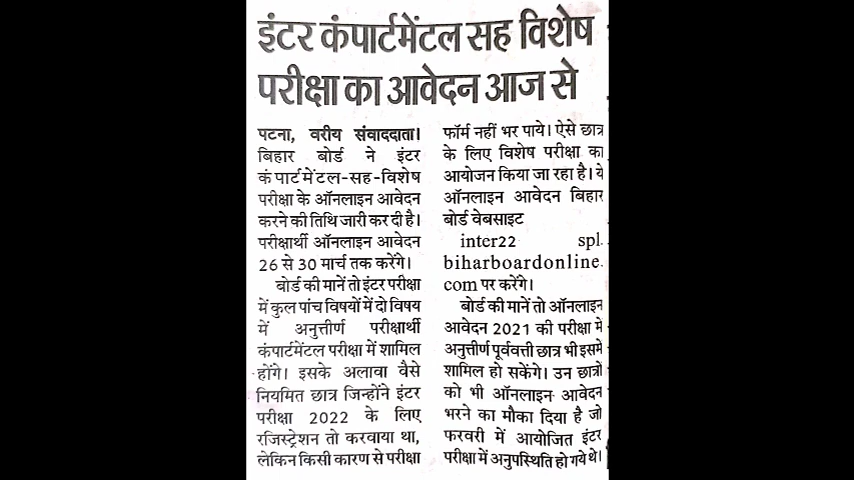 इंटर कंपार्टमेंटल सह विशेष
परीक्षा का आवेदन आज से
पटना, वरीय संवाददाता।
बिहार बोर्ड ने इंटर
कंपार्टमेंटल-सह-विशेष
परीक्षा के ऑनलाइन आवेदन
करने की तिथि जारी कर दी है।
परीक्षार्थी ऑनलाइन आवेदन
26 से 30 मार्च तक करेंगे।
बोर्ड की मानें तो इंटर परीक्षा
में कुल पांच विषयों में दो विषय
में अनुत्तीर्ण परीक्षार्थी
कंपार्टमेंटल परीक्षा में शामिल
होंगे। इसके अलावा वैसे
नियमित छात्र जिन्होंने इंटर
परीक्षा 2022 के लिए
रजिस्ट्रेशन तो करवाया था,
लेकिन किसी कारण से परीक्षा
फॉर्म नहीं भर पाये। ऐसे छात्र
के लिए विशेष परीक्षा का
आयोजन किया जा रहा है। ये
ऑनलाइन आवेदन बिहार
बोर्ड वेबसाइट
inter22 spl.
biharboardonline.
com पर करेंगे।
बोर्ड की मानें तो ऑनलाइन
आवेदन 2021 की परीक्षा में
अनुत्तीर्ण पूर्ववर्ती छात्र भी इसमें
शामिल हो सकेंगे। उन छात्रों
को भी ऑनलाइन आवेदन
भरने का मौका दिया है जो
फरवरी में आयोजित इंटर
परीक्षा में अनुपस्थिति हो गये थे।